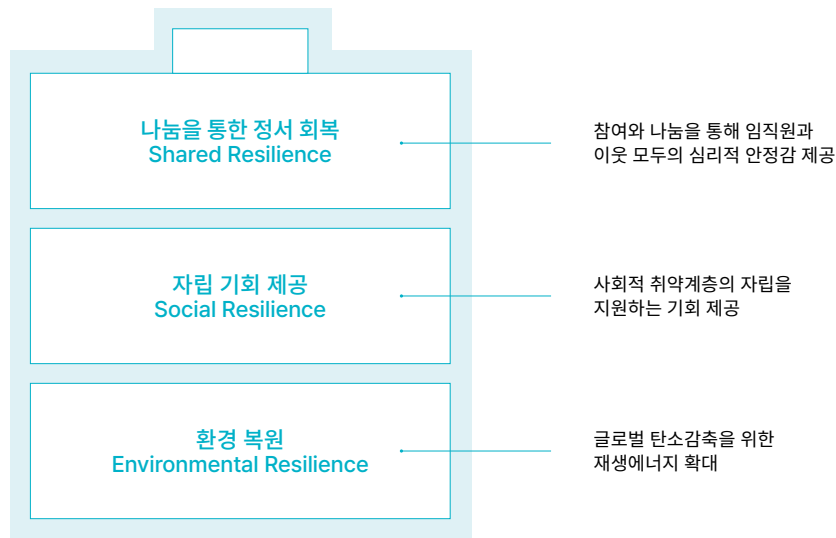 나눔을 통한 정서 회복
Shared Resilience
참여와 나눔을 통해 임직원과
이웃 모두의 심리적 안정감 제공
자립 기회 제공
Social Resilience
사회적 취약계층의 자립을
지원하는 기회 제공
환경 복원
Environmental Resilience
글로벌 탄소감축을 위한
재생에너지 확대